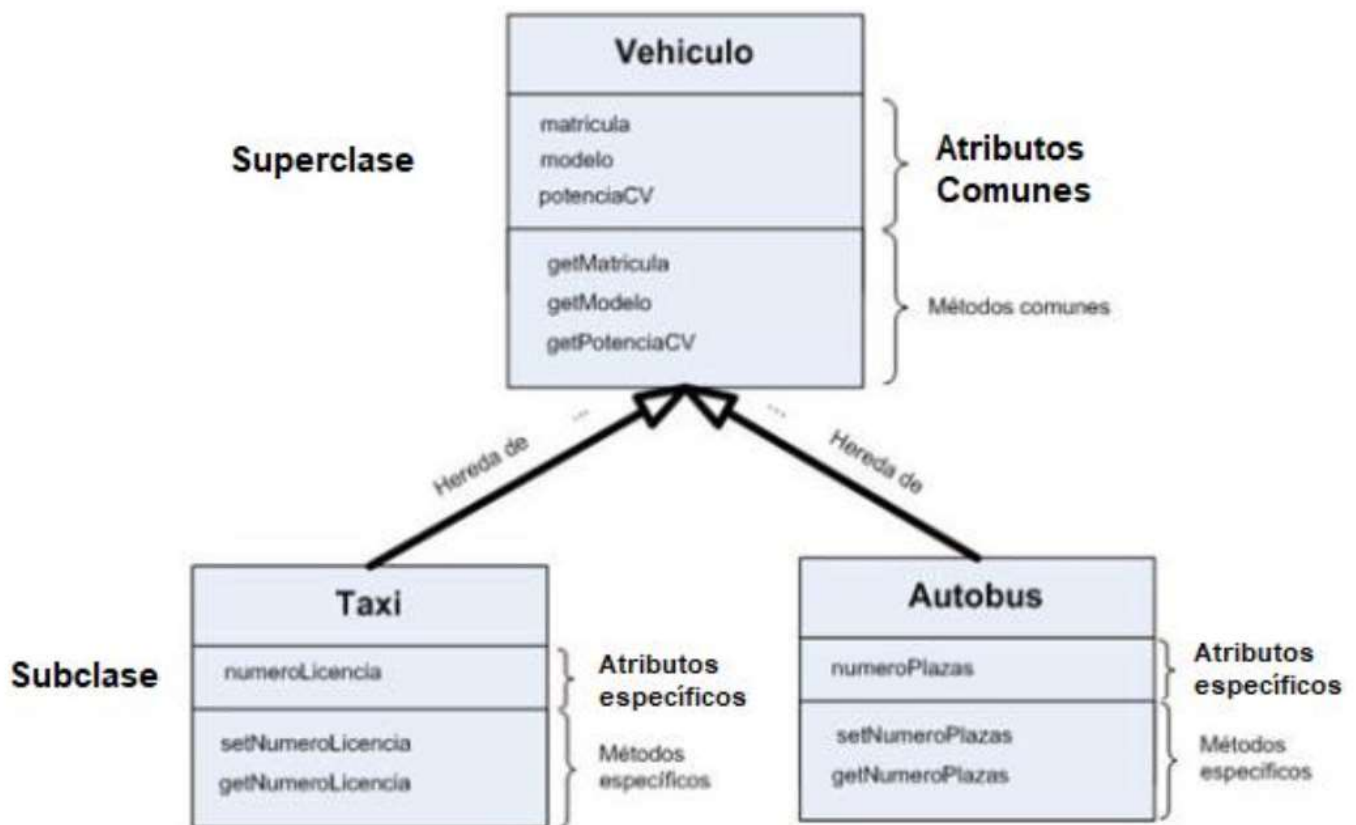 Vehiculo
matricula
modelo
potenciaCV
Superclase
Atributos
Comunes
getMatricula
getModelo
getPotenciaCV
Métodos comunes
...
...
Hereda de
Hereda de
Taxi
numeroLicencia
Subclase
Atributos
específicos
setNumeroLicencia
getNumeroLicencia
Métodos
específicos
Autobus
numeroPlazas
Atributos
específicos
setNumeroPlazas
getNumeroPlazas
Métodos
específicos